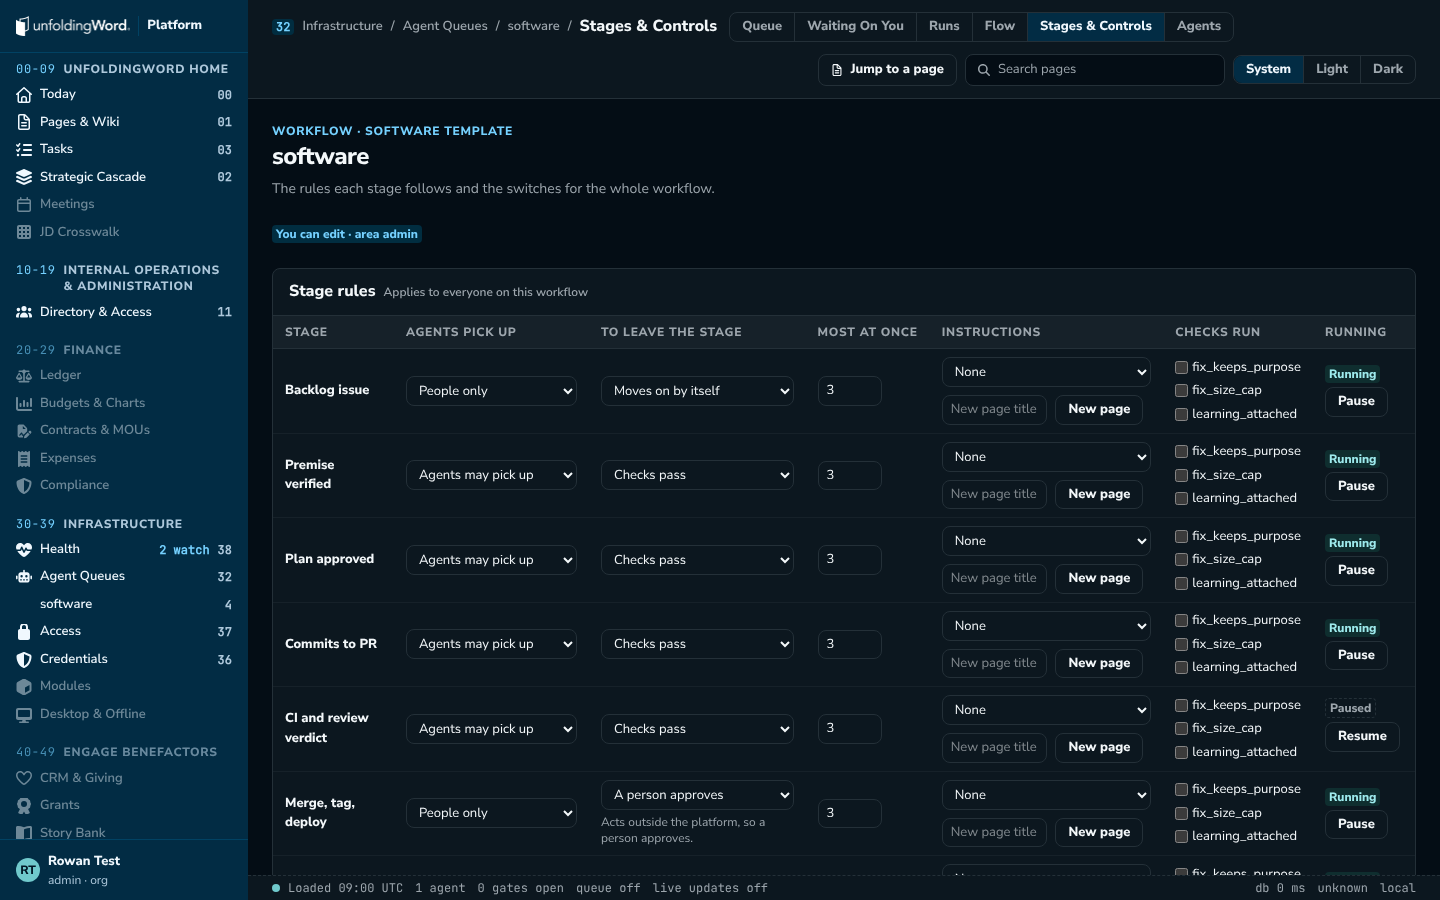 unfoldingWord. Platform
00-09 UNFOLDINGWORD HOME
Today 00
Pages & Wiki 01
Tasks 03
Strategic Cascade 02
Meetings
JD Crosswalk
10-19 INTERNAL OPERATIONS
& ADMINISTRATION
Directory & Access 11
20-29 FINANCE
Ledger
Budgets & Charts
Contracts & MOUs
Expenses
Compliance
30-39 INFRASTRUCTURE
Health 2 watch 38
Agent Queues 32
software 4
Access 37
Credentials 36
Modules
Desktop & Offline
40-49 ENGAGE BENEFACTORS
CRM & Giving
Grants
Story Bank
RT Rowan Test
admin · org
32 Infrastructure / Agent Queues / software / Stages & Controls
Queue Waiting On You Runs Flow Stages & Controls Agents
Jump to a page Search pages System Light Dark
WORKFLOW · SOFTWARE TEMPLATE
software
The rules each stage follows and the switches for the whole workflow.
You can edit · area admin
Stage rules Applies to everyone on this workflow
STAGE AGENTS PICK UP TO LEAVE THE STAGE MOST AT ONCE INSTRUCTIONS CHECKS RUN RUNNING
Backlog issue People only Moves on by itself 3 None
New page title New page
fix_keeps_purpose
fix_size_cap
learning_attached
Running
Pause
Premise
verified
Agents may pick up Checks pass 3 None
New page title New page
fix_keeps_purpose
fix_size_cap
learning_attached
Running
Pause
Plan approved Agents may pick up Checks pass 3 None
New page title New page
fix_keeps_purpose
fix_size_cap
learning_attached
Running
Pause
Commits to PR Agents may pick up Checks pass 3 None
New page title New page
fix_keeps_purpose
fix_size_cap
learning_attached
Running
Pause
CI and review
verdict
Agents may pick up Checks pass 3 None
New page title New page
fix_keeps_purpose
fix_size_cap
learning_attached
Paused
Resume
Merge, tag,
deploy
People only A person approves
Acts outside the platform, so a
person approves.
3 None
New page title New page
fix_keeps_purpose
fix_size_cap
learning_attached
Running
Pause
fix_keeps_purpose
Loaded 09:00 UTC 1 agent 0 gates open queue off live updates off
db 0 ms unknown local